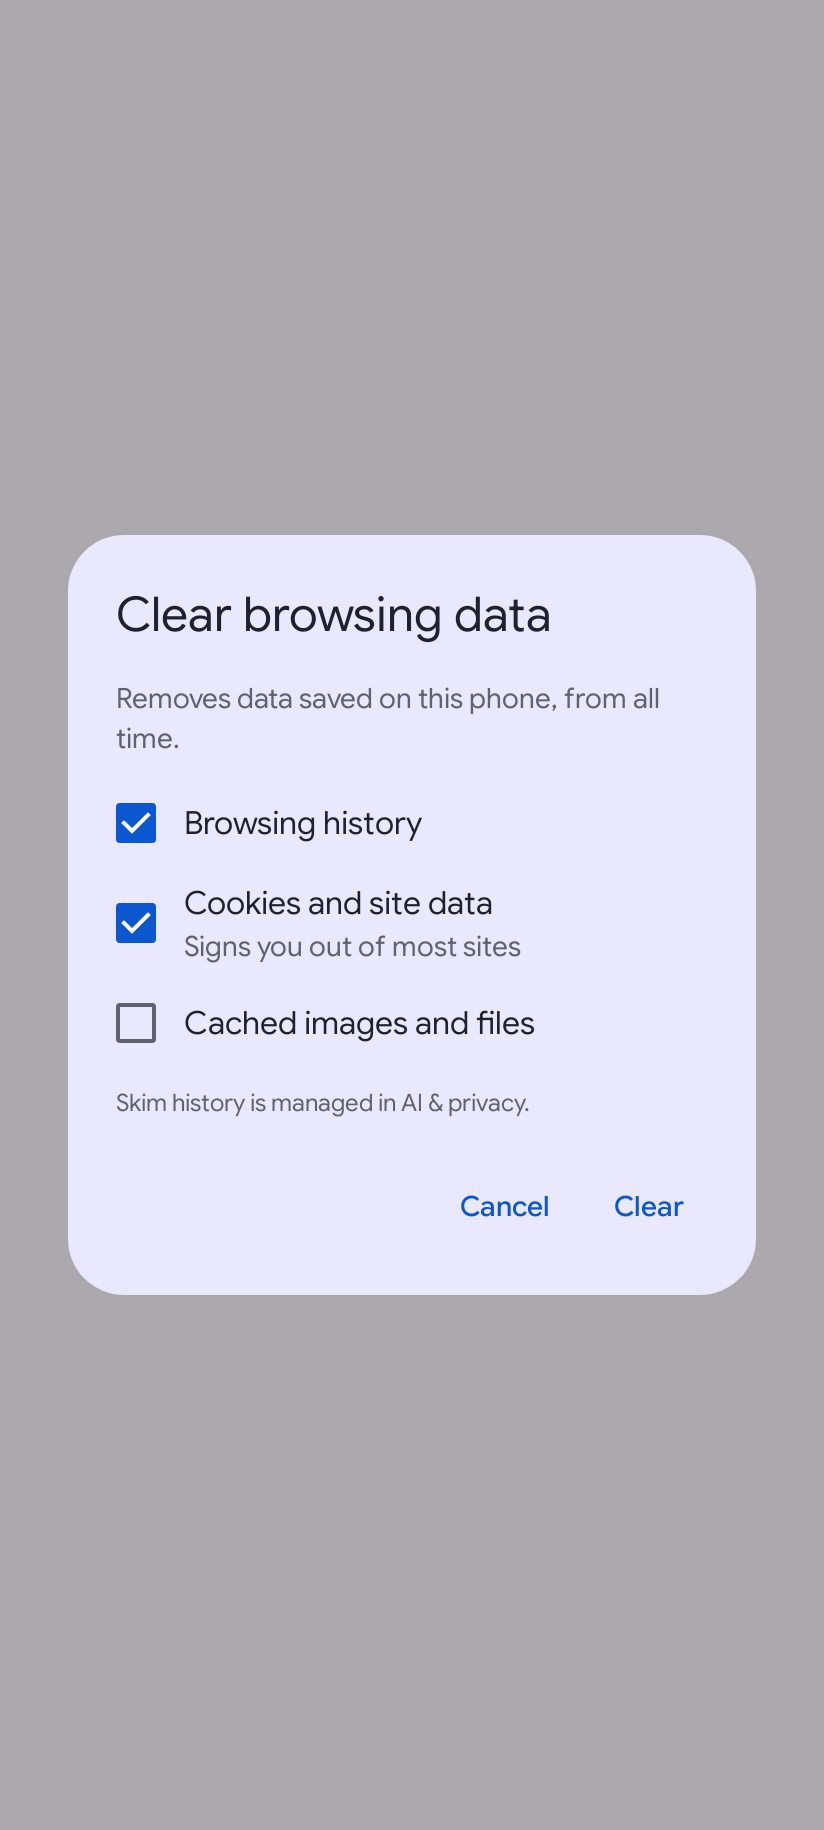 Clear browsing data
Removes data saved on this phone, from all
time.
Browsing history
Cookies and site data
Signs you out of most sites
Cached images and files
Skim history is managed in AI & privacy.
Cancel Clear